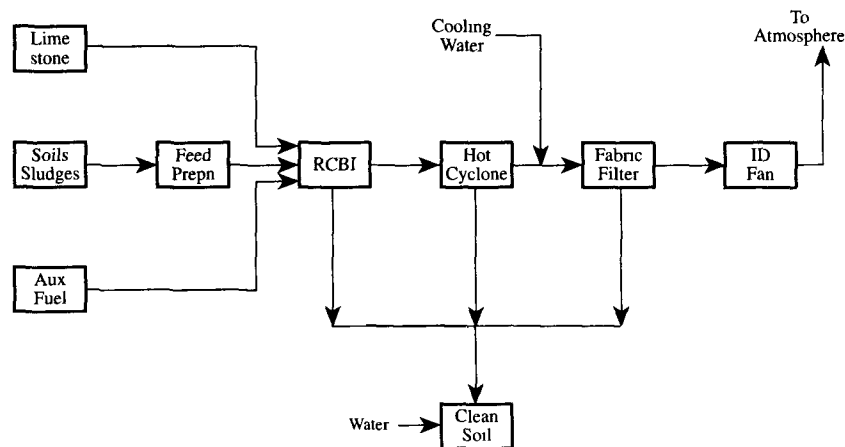 To
Atmosphere
Lime
stone
Cooling
Water
Soils
Sludges
Feed
Prepn
RCBI
Hot
Cyclone
Fabric
Filter
ID
Fan
Aux
Fuel
Water
Clean
Soil